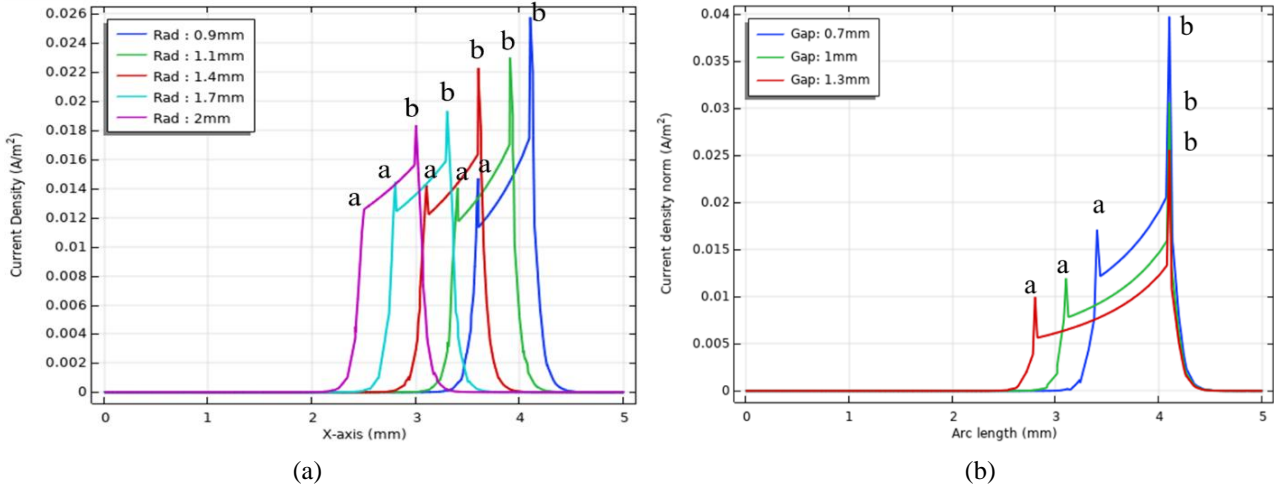 0.026
0.024
0.022
0.02
0.018
0.016
0.014
0.012
0.01
0.008
0.006
0.004
0.002
0
Current Density (A/m²)
Rad : 0.9mm
Rad : 1.1mm
Rad : 1.4mm
Rad : 1.7mm
Rad : 2mm
b
b
b
b
b
a
a
a
a
a
0 1 2 3 4 5
X-axis (mm)
(a)
0.04
0.035
0.03
0.025
0.02
0.015
0.01
0.005
0
Current density norm (A/m²)
Gap: 0.7mm
Gap: 1mm
Gap: 1.3mm
b
b
b
a
a
a
0 1 2 3 4 5
Arc length (mm)
(b)